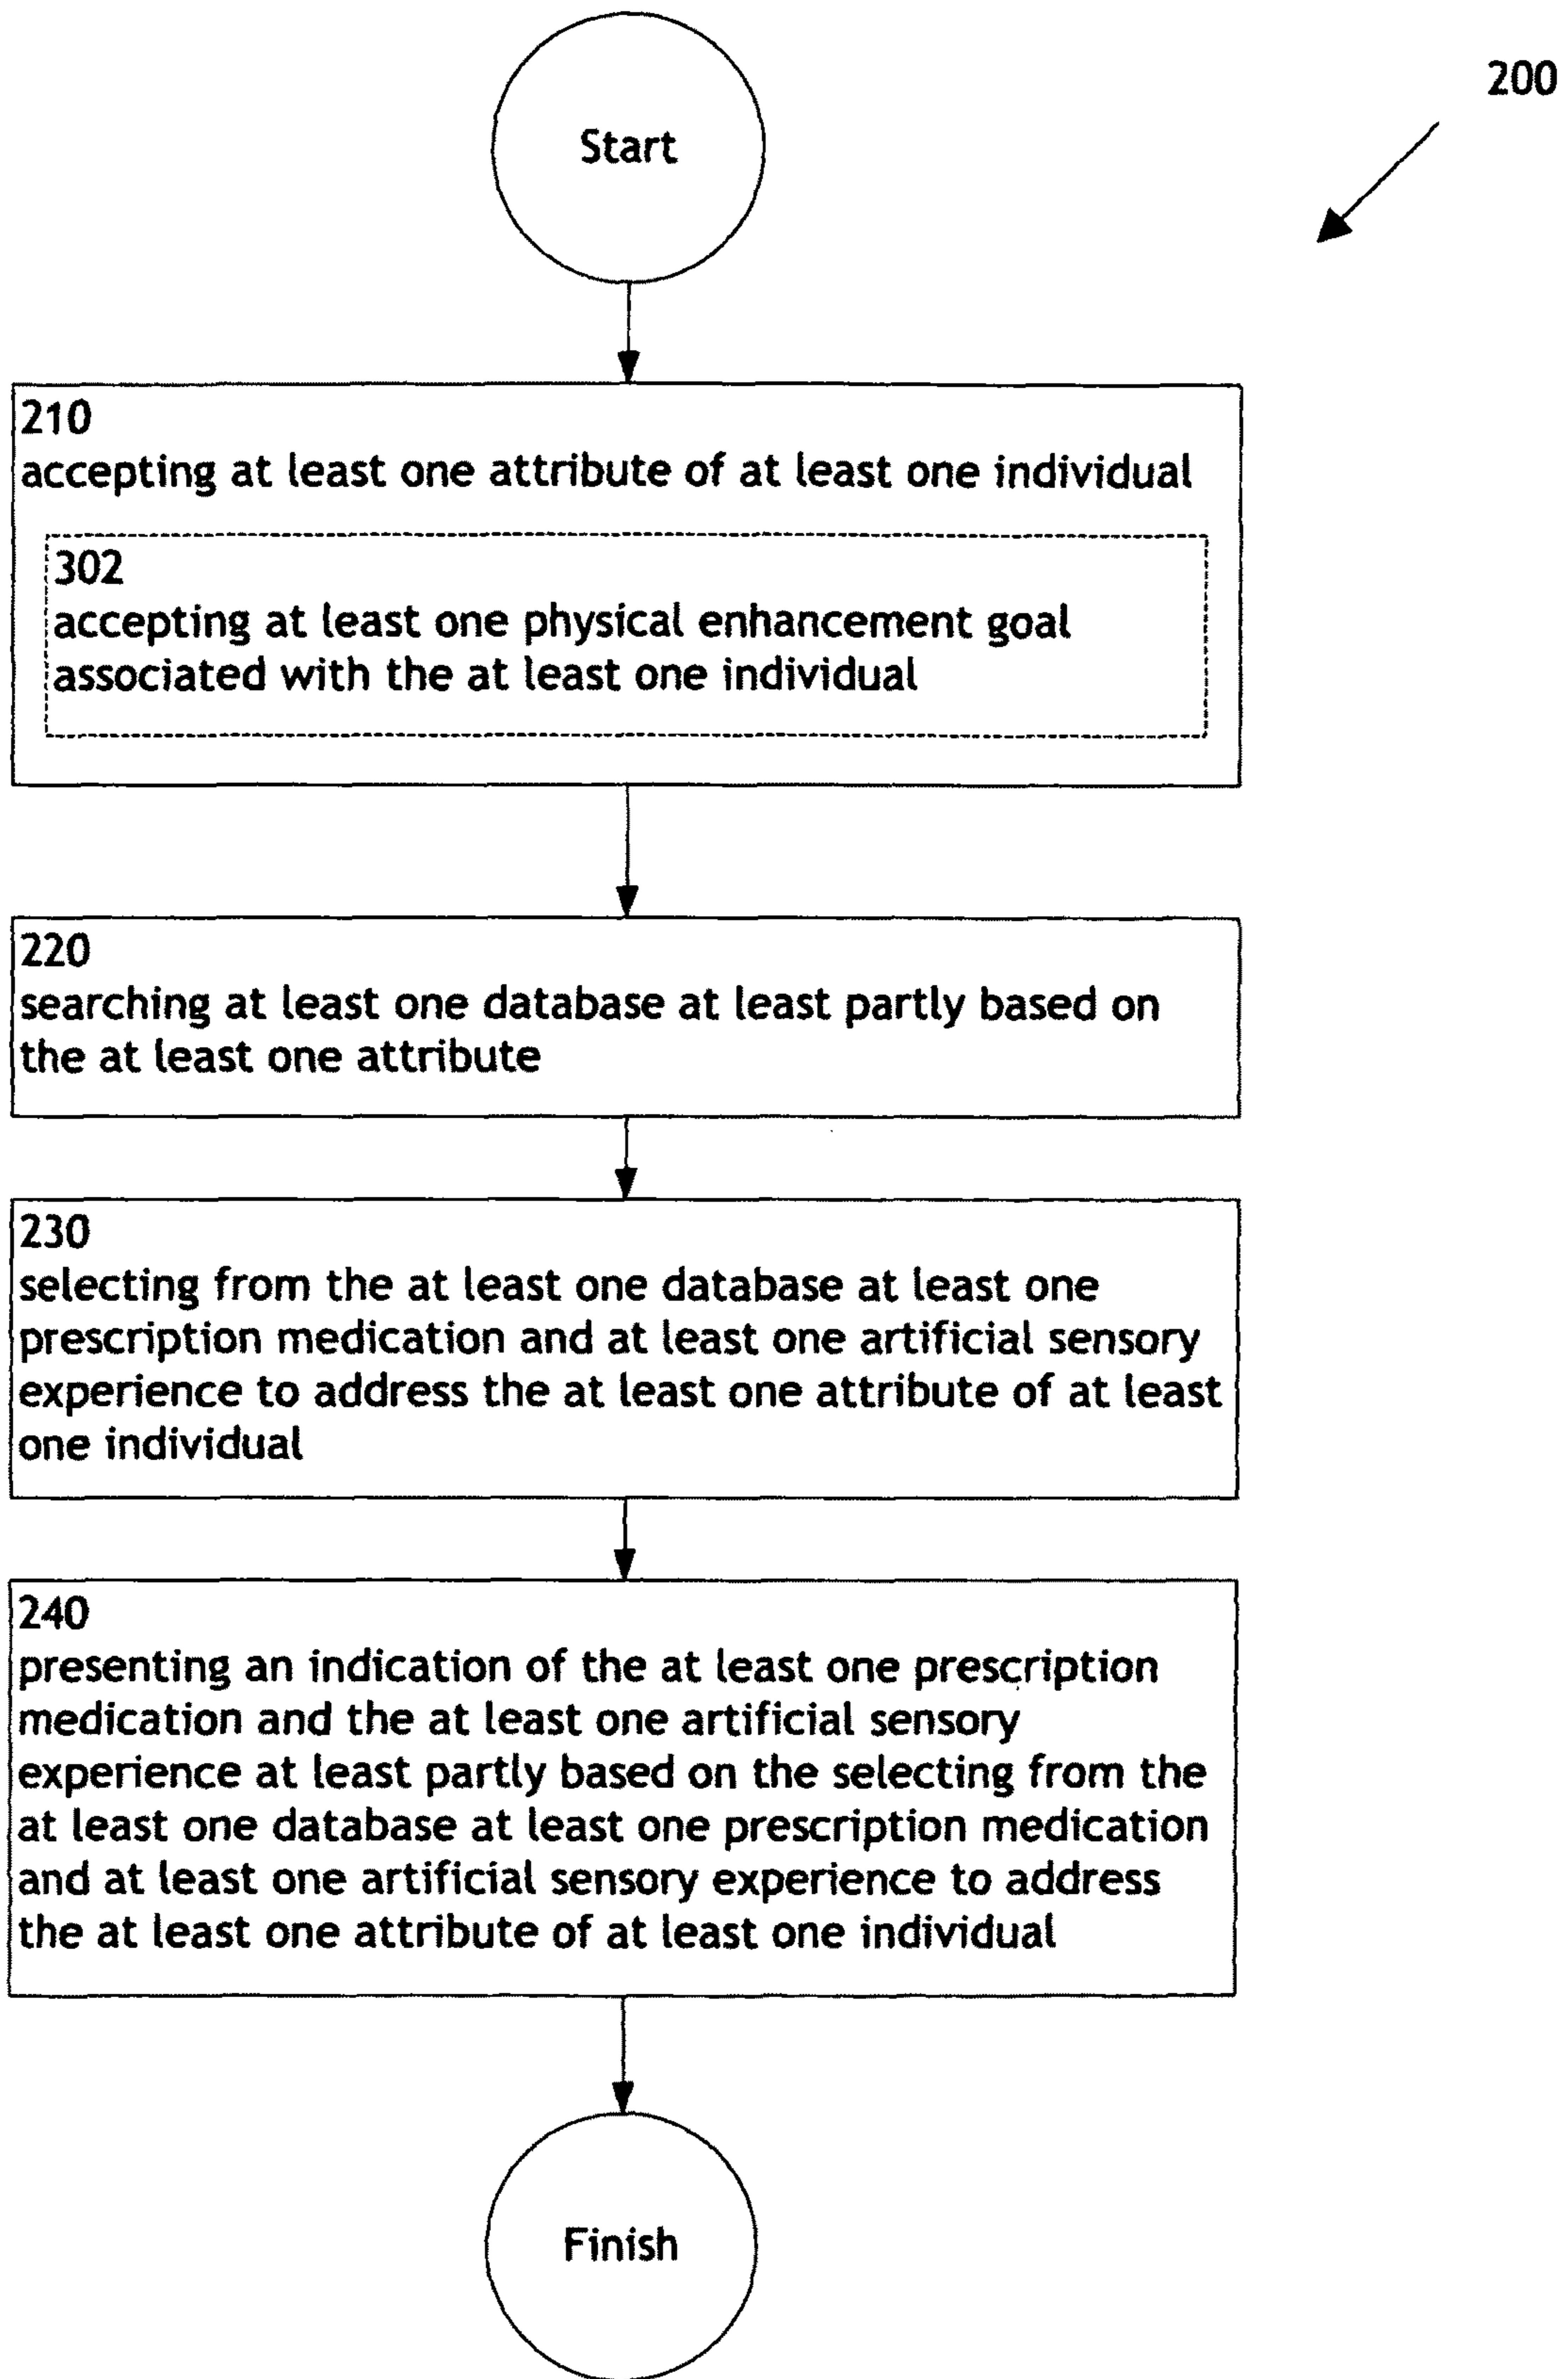 200
Start
210
accepting at least one attribute of at least one individual
302
accepting at least one physical enhancement goal
associated with the at least one individual
220
searching at least one database at least partly based on
the at least one attribute
230
selecting from the at least one database at least one
prescription medication and at least one artificial sensory
experience to address the at least one attribute of at least
one individual
240
presenting an indication of the at least one prescription
medication and the at least one artificial sensory
experience at least partly based on the selecting from the
at least one database at least one prescription medication
and at least one artificial sensory experience to address
the at least one attribute of at least one individual
Finish